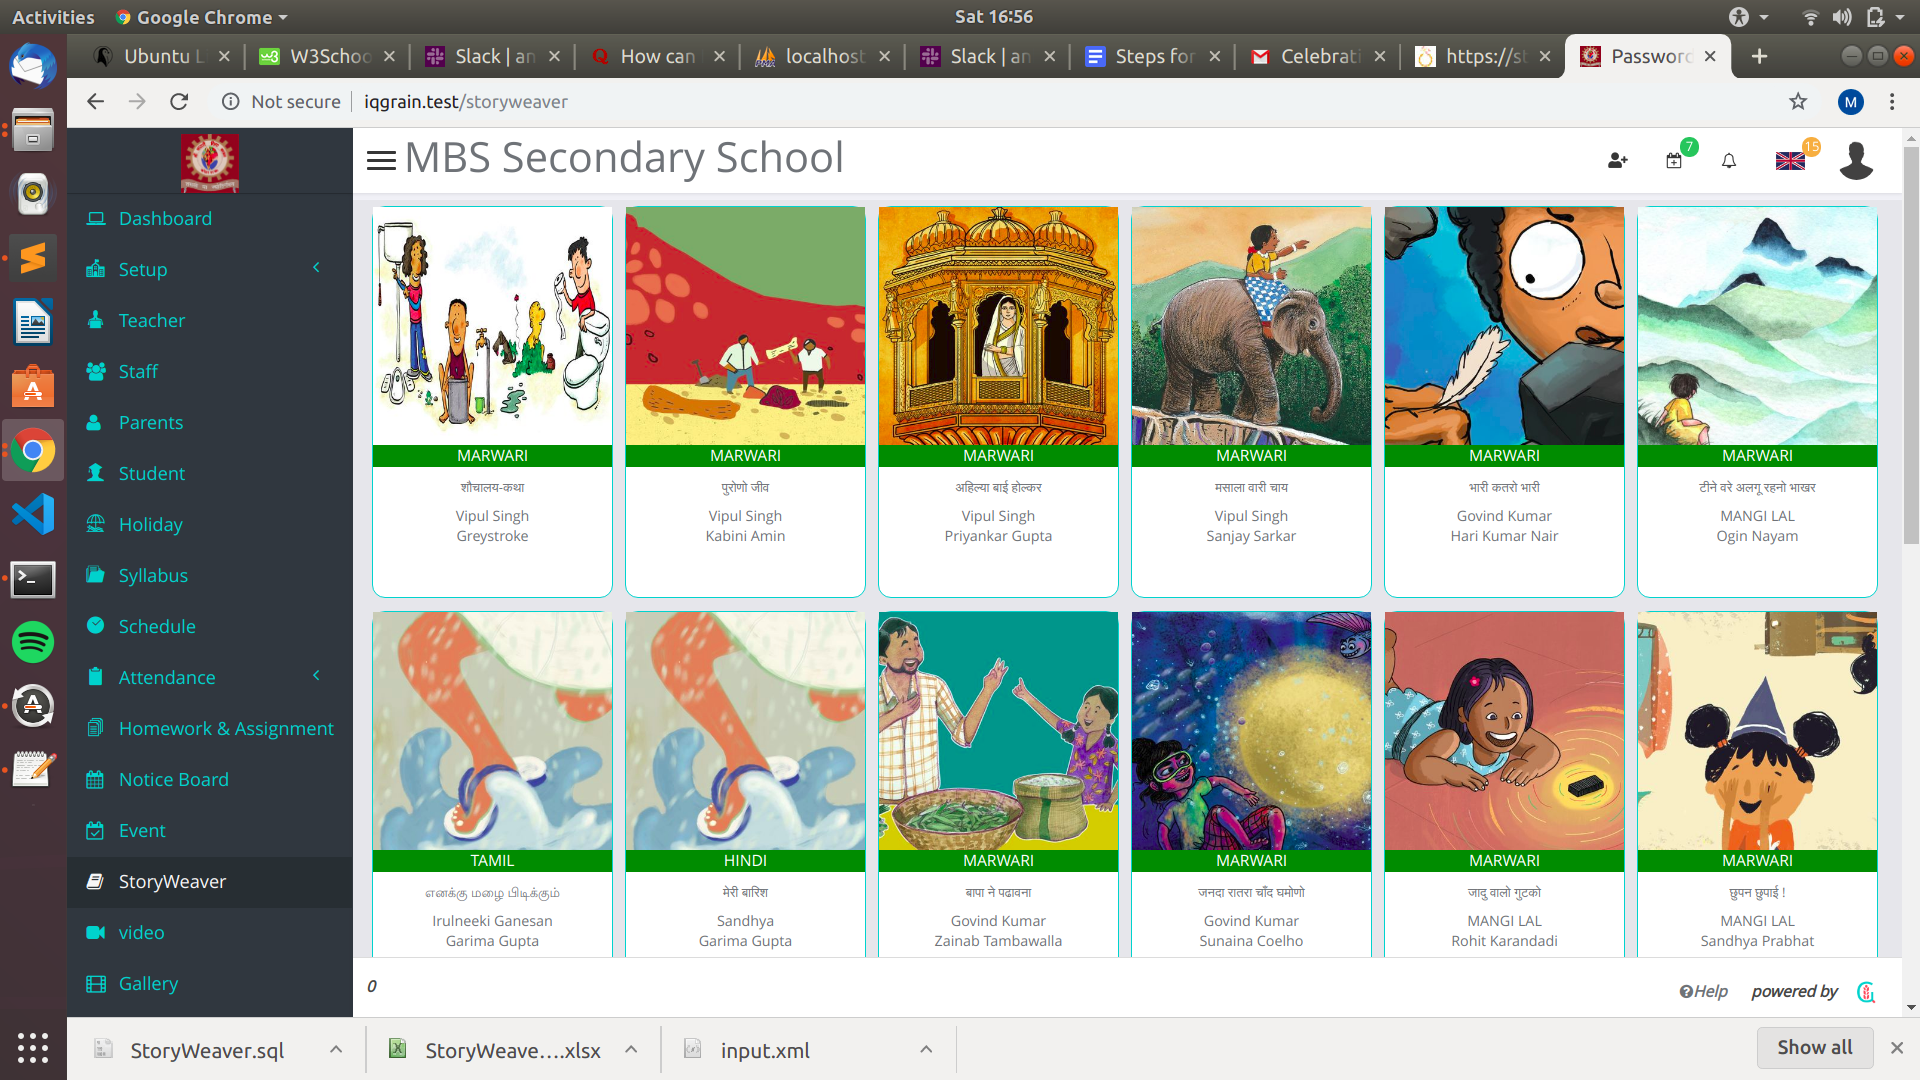 Activities
Google Chrome
Sat 16:56
Ubuntu L
W3Schoo
Slack | an
How can
localhost
Slack | an
Steps for
Celebrati
https://st
Password
Not secure
iqgrain.test/storyweaver
M
MBS Secondary School
7
15
Dashboard
Setup
Teacher
Staff
Parents
Student
Holiday
Syllabus
Schedule
Attendance
Homework & Assignment
Notice Board
Event
StoryWeaver
video
Gallery
MARWARI
शौचालय-कथा
Vipul Singh
Greystroke
MARWARI
पुरोणो जीव
Vipul Singh
Kabini Amin
MARWARI
अहिल्या बाई होल्कर
Vipul Singh
Priyankar Gupta
MARWARI
मसाला वारी चाय
Vipul Singh
Sanjay Sarkar
MARWARI
भारी कतरो भारी
Govind Kumar
Hari Kumar Nair
MARWARI
टीने वरे अलगू रहनो भाखर
MANGI LAL
Ogin Nayam
TAMIL
எனக்கு மழை பிடிக்கும்
Irulneeki Ganesan
Garima Gupta
HINDI
मेरी बारिश
Sandhya
Garima Gupta
MARWARI
बापा ने पढावना
Govind Kumar
Zainab Tambawalla
MARWARI
जनदा रातरा चाँद घमोणो
Govind Kumar
Sunaina Coelho
MARWARI
जादु वालो गुटको
MANGI LAL
Rohit Karandadi
MARWARI
छुपन छुपाई !
MANGI LAL
Sandhya Prabhat
0
Help
powered by
StoryWeaver.sql
StoryWeave....xlsx
input.xml
Show all